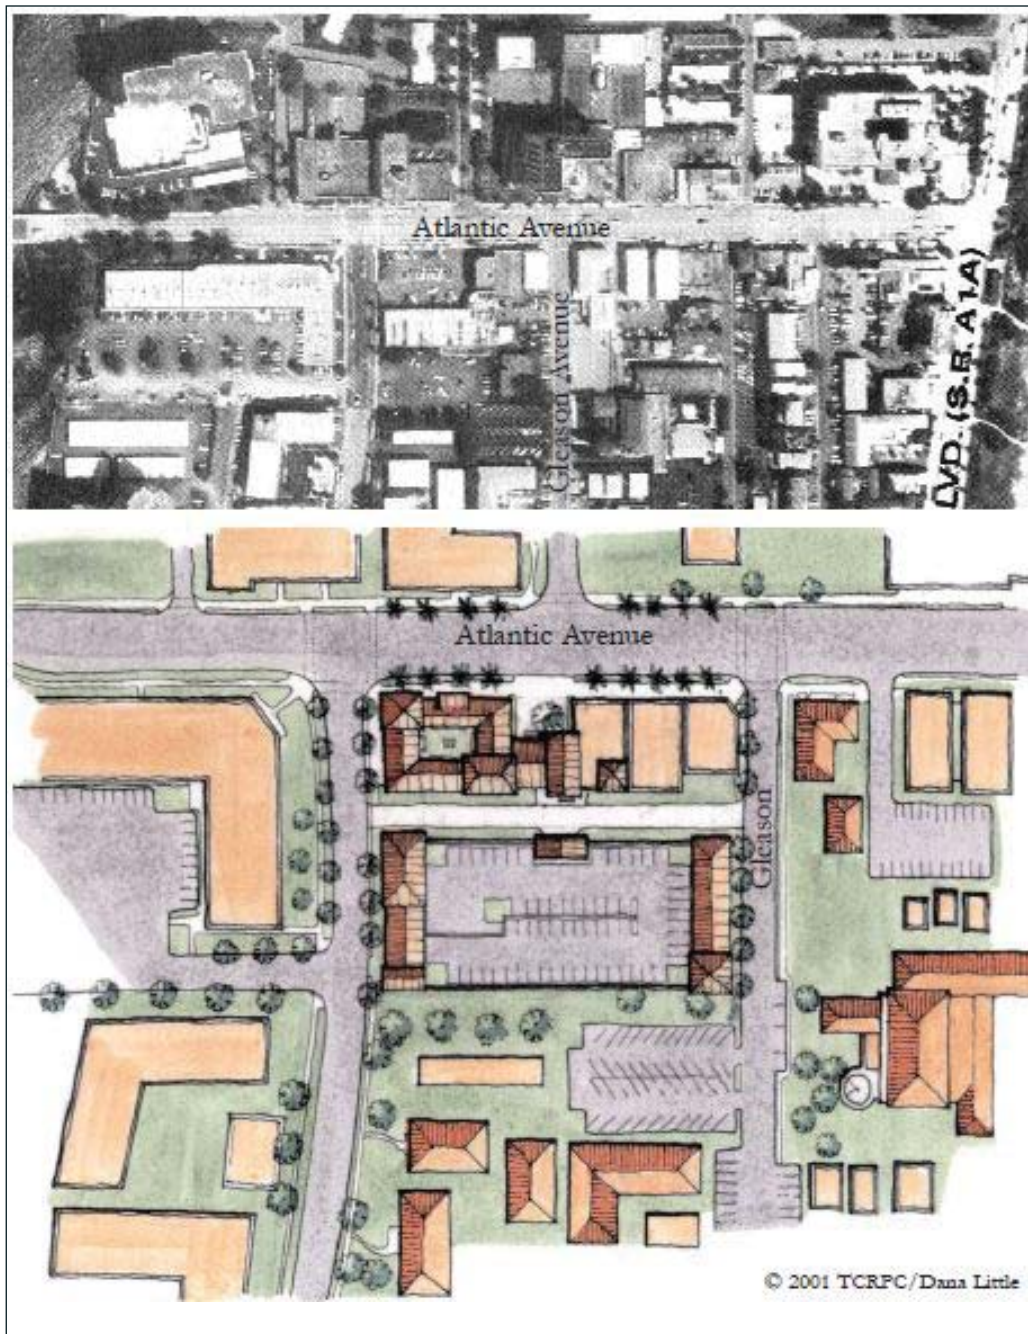 Atlantic Avenue
Gleason Avenue
LVD. (S.R. A1A)
Atlantic Avenue
Gleason
© 2001 TCRPC/Dana Little